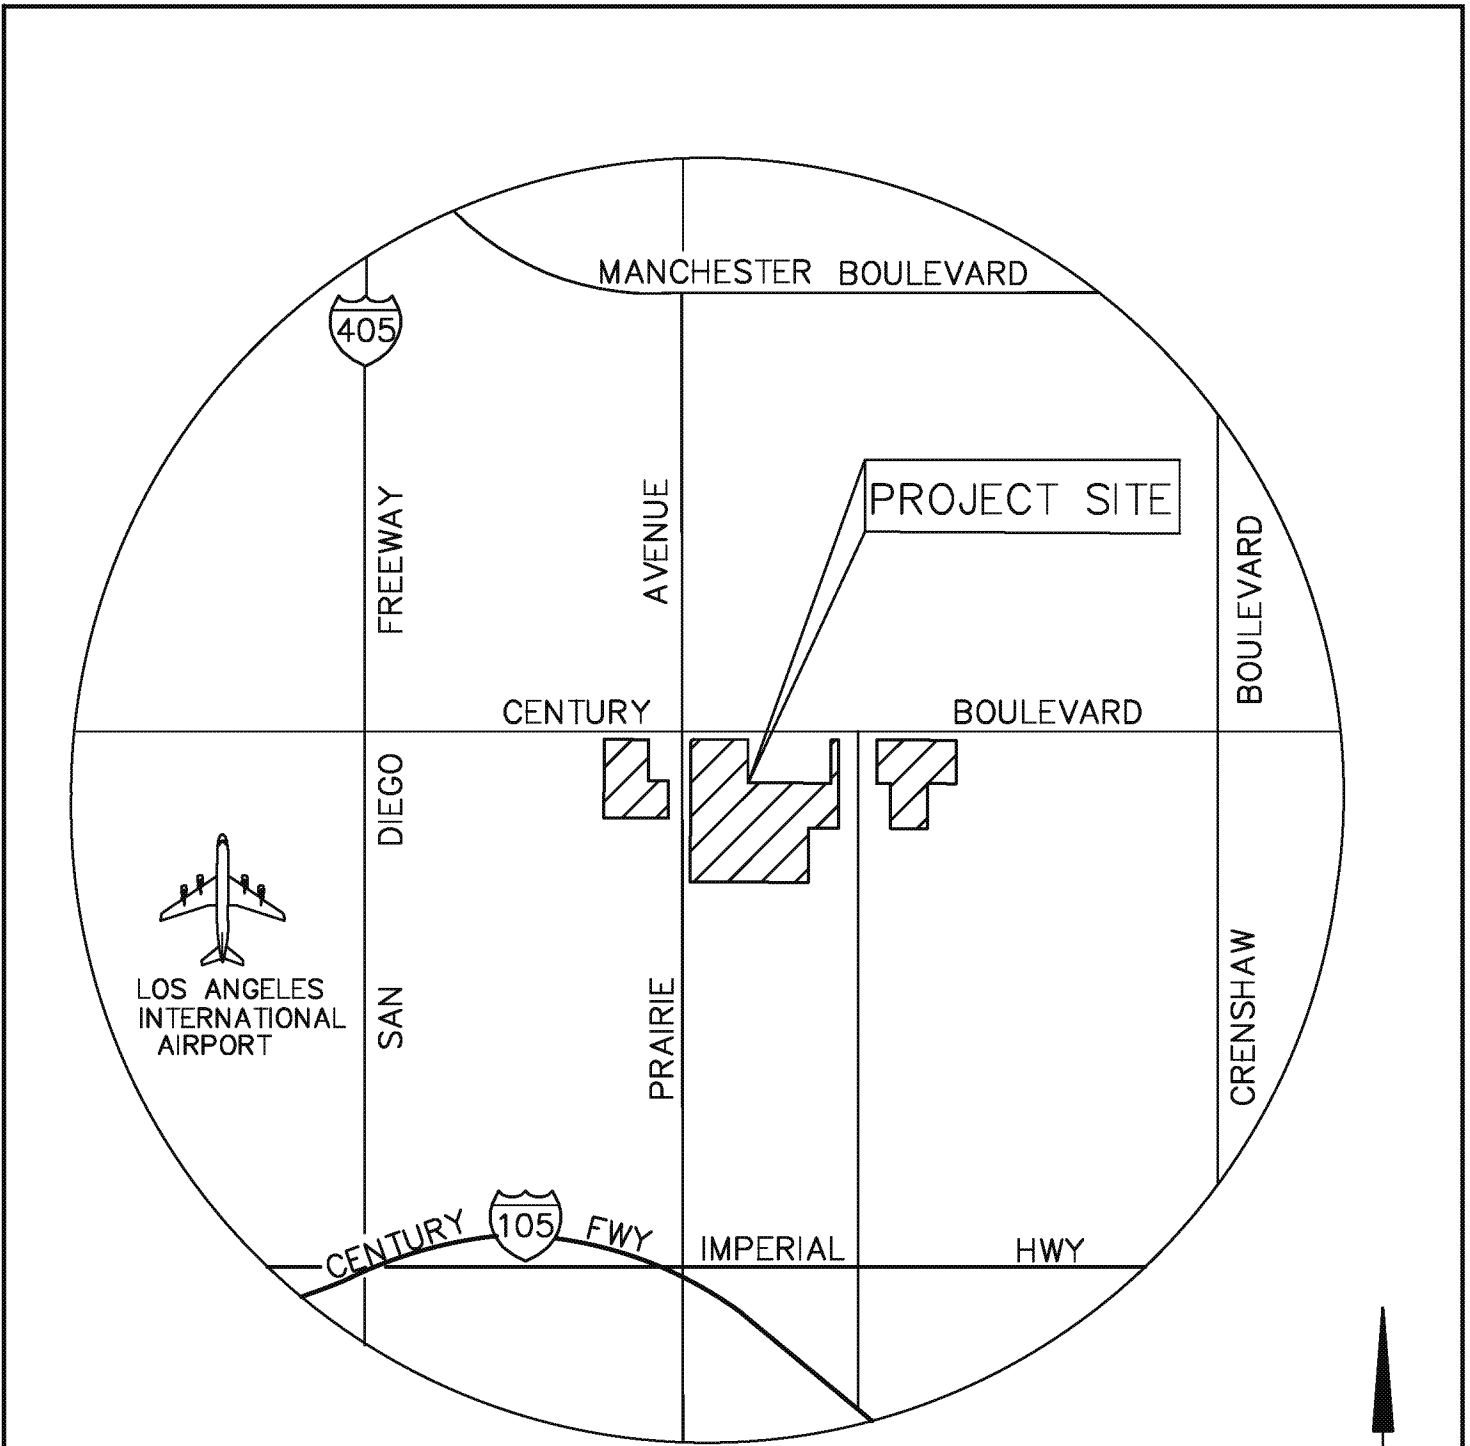 MANCHESTER BOULEVARD
405
PROJECT SITE
FREEWAY
AVENUE
BOULEVARD
CENTURY
BOULEVARD
DIEGO
LOS ANGELES
INTERNATIONAL
AIRPORT
SAN
PRAIRIE
CRENSHAW
CENTURY
105
FWY
IMPERIAL
HWY